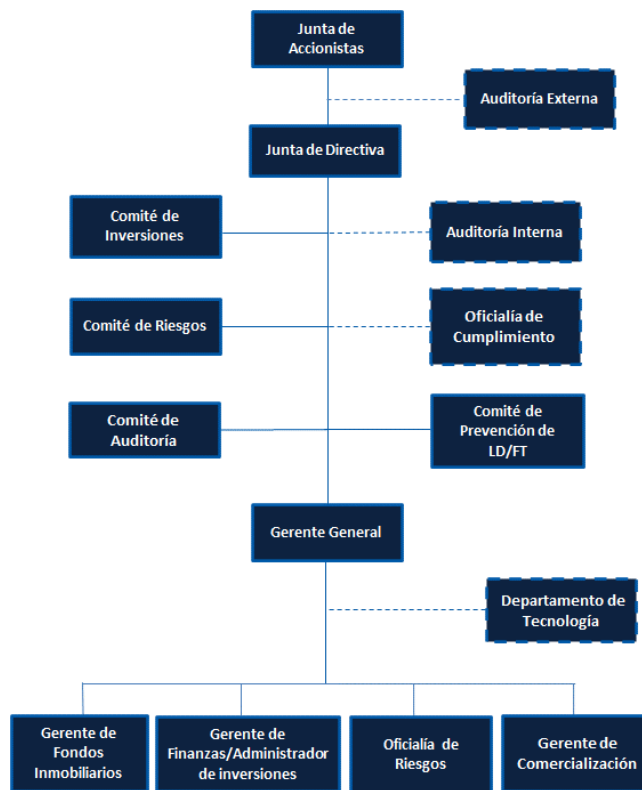 Junta de
Accionistas
Auditoría Externa
Junta de Directiva
Comité de
Inversiones
Auditoría Interna
Comité de Riesgos
Oficialía de
Cumplimiento
Comité de
Auditoría
Comité de
Prevención de
LD/FT
Gerente General
Departamento de
Tecnología
Gerente de
Fondos
Inmobiliarios
Gerente de
Finanzas/Administrador
de inversiones
Oficialía de
Riesgos
Gerente de
Comercialización